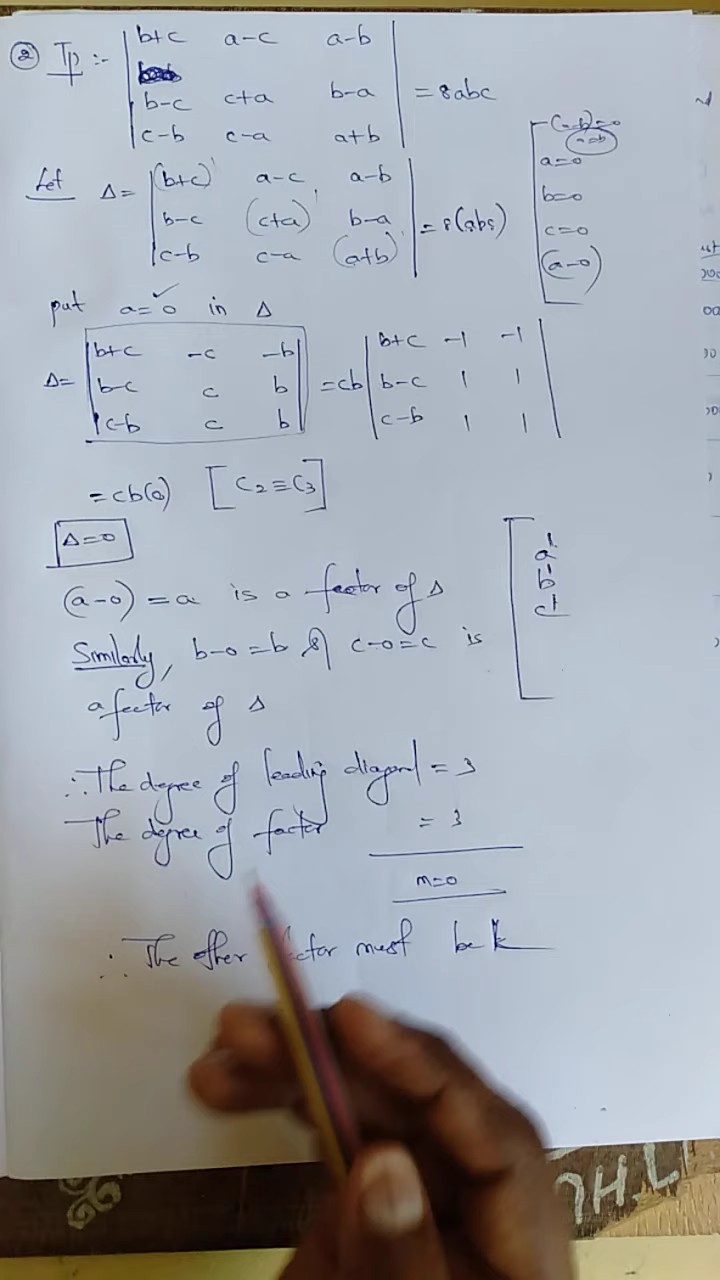 ② T.P :- | b+c a-c a-b |
| b-c c+a b-a | = 8abc
| c-b c-a a+b |
Let Δ = | (b+c) a-c a-b |
| b-c (c+a) b-a | = 8(abc)
| c-b c-a (a+b) |
(a-b)=0
a=b
a=0
b=0
c=0
(a-0)
put a=0 in Δ
Δ= | b+c -c -b | | b+c -1 -1 |
| b-c c b | =cb | b-c 1 1 |
| c-b c b | | c-b 1 1 |
= cb(0) [C₂≡C₃]
Δ=0
(a-0) = a is a factor of Δ
Similarly, b-0=b & c-0=c is
a factor of Δ
a¹
b¹
c¹
∴ The degree of leading diagonal = 3
The degree of factor = 3
m=0
∴ The other factor must be k